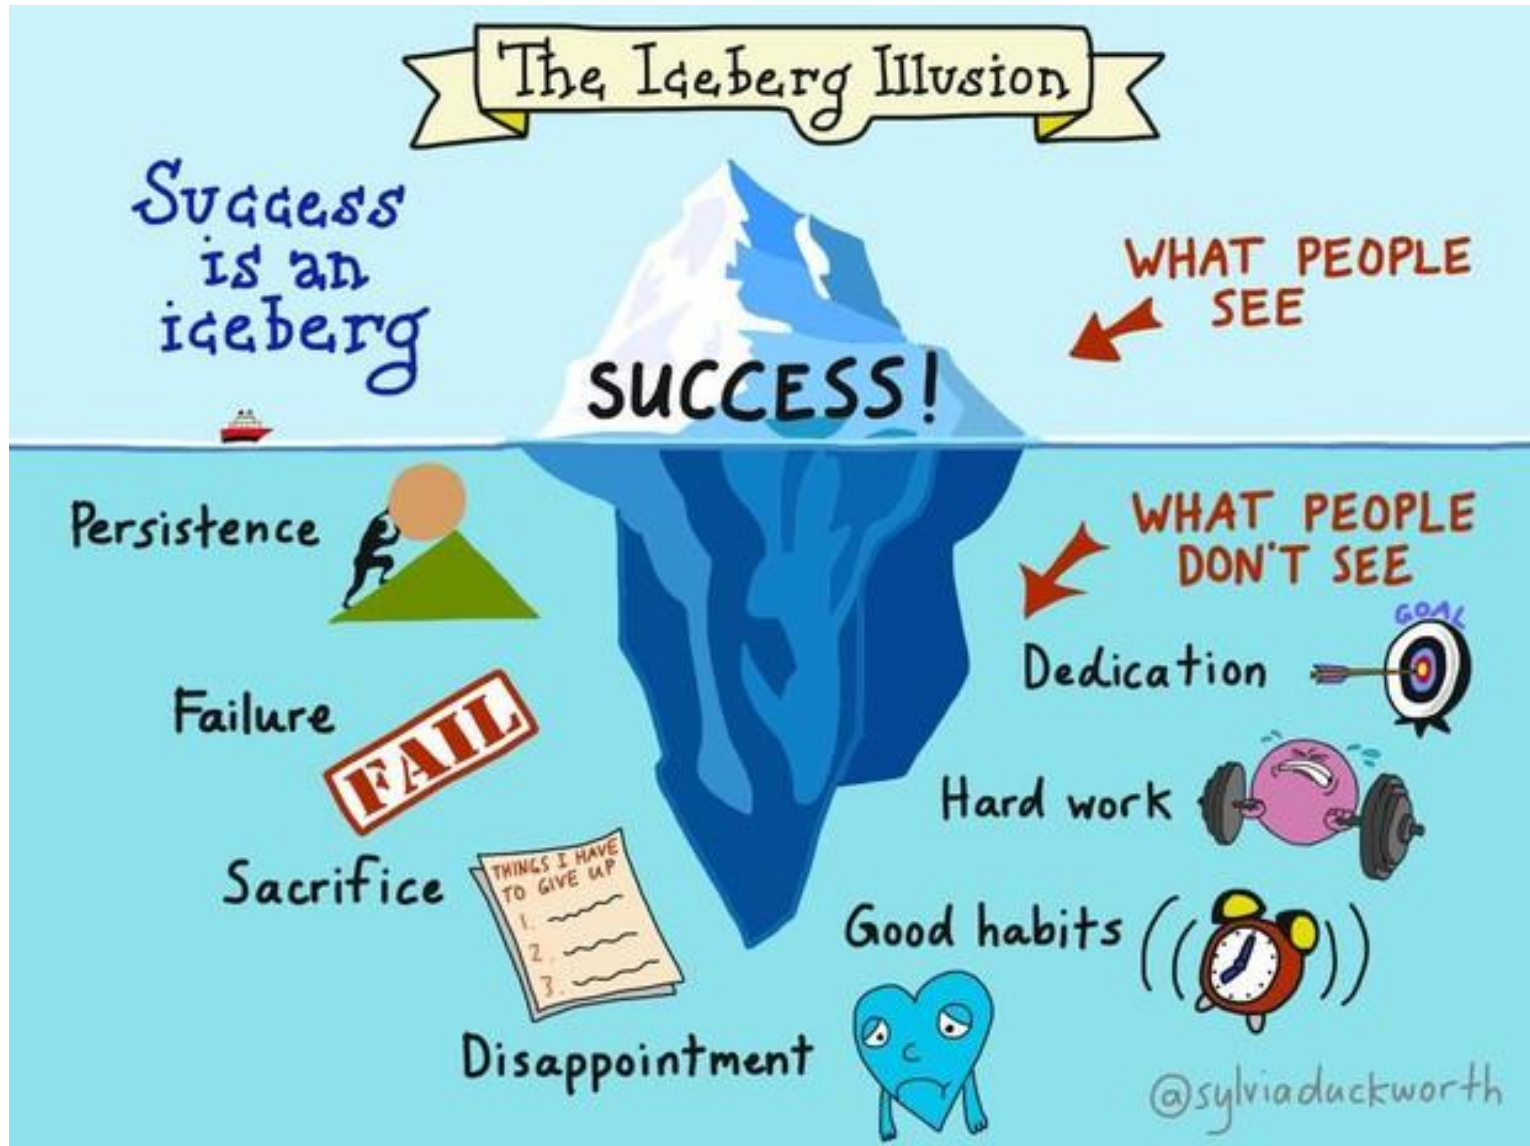 The Iceberg Illusion
Success
is an
iceberg
WHAT PEOPLE
SEE
SUCCESS!
WHAT PEOPLE
DON'T SEE
Persistence
GOAL
Dedication
Failure
FAIL
Hard work
Sacrifice
THINGS I HAVE
TO GIVE UP
1.
2.
3.
Good habits
Disappointment
@sylviaduckworth